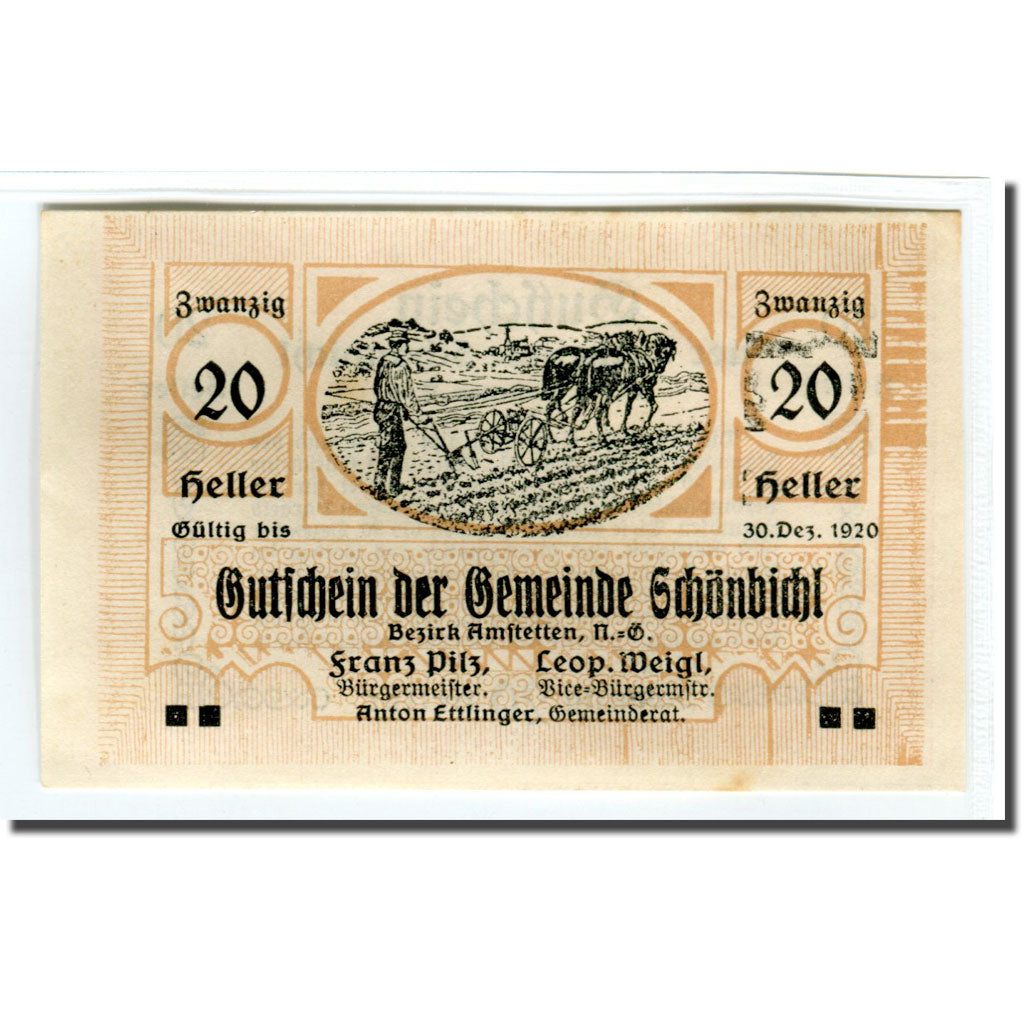 Zwanzig
20
Heller
Gültig bis
Zwanzig
20
Heller
30. Dez. 1920
Gutschein der Gemeinde Schönbichl
Bezirk Amstetten, N.=Ö.
Franz Pilz, Leop. Weigl,
Bürgermeister. Vice=Bürgermstr.
Anton Ettlinger, Gemeinderat.